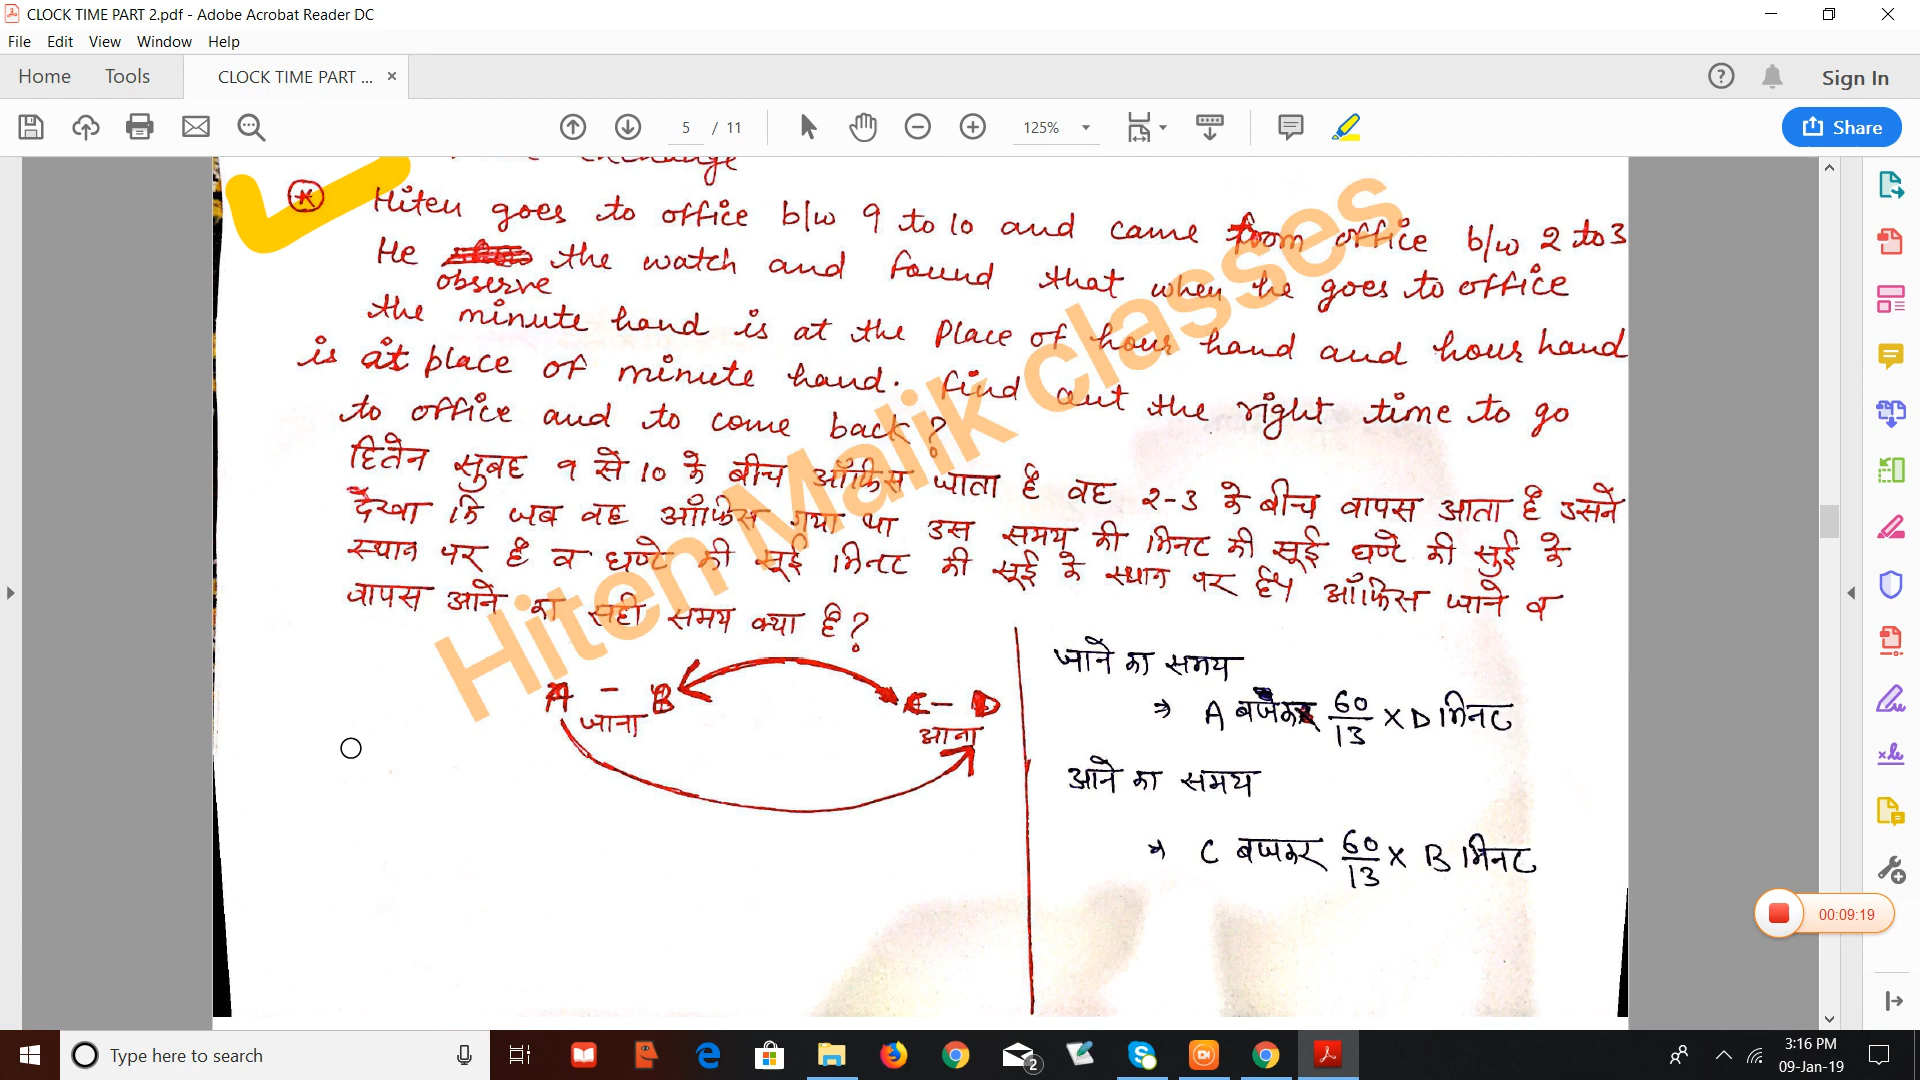 CLOCK TIME PART 2.pdf - Adobe Acrobat Reader DC
File Edit View Window Help
Home Tools CLOCK TIME PART ... × Sign In
5 / 11 125% Share
exchange
Hiten goes to office b/w 9 to 10 and came from office b/w 2 to 3
He observe the watch and found that when he goes to office
the minute hand is at the place of hour hand and hour hand
is at place of minute hand. find out the right time to go
to office and to come back?
हितेन सुबह 9 से 10 के बीच ऑफिस जाता है वह 2-3 के बीच वापस आता है उसने
देखा कि जब वह ऑफिस गया था उस समय की मिनट की सूई घण्टे की सुई के
स्थान पर है व घण्टे की सूई मिनट की सूई के स्थान पर है। ऑफिस जाने व
वापस आने का सही समय क्या है?
Hiten Malik Classes
A - B C - D
जाना आना
जाने का समय
⇒ A बजकर 60/13 × D मिनट
आने का समय
⇒ C बजकर 60/13 × B मिनट
00:09:19
Type here to search
2
3:16 PM
09-Jan-19